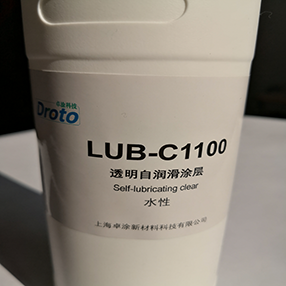 卓涂科技
Droto
LUB-C1100
透明自润滑涂层
Self-lubricating clear
水性
上海卓涂新材料科技有限公司